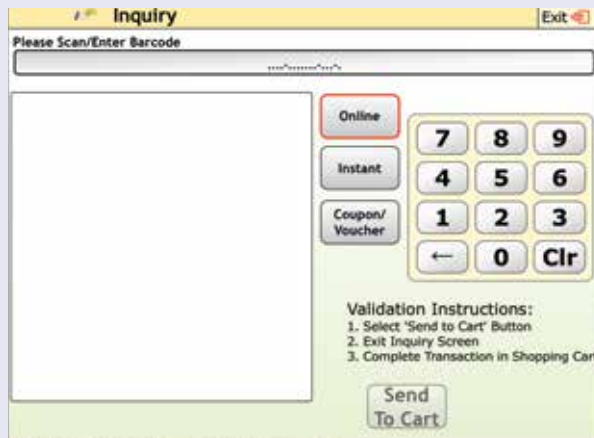 Inquiry
Exit
Please Scan/Enter Barcode
....-.......-...-.
Online
Instant
Coupon/
Voucher
7 8 9
4 5 6
1 2 3
← 0 Clr
Validation Instructions:
1. Select 'Send to Cart' Button
2. Exit Inquiry Screen
3. Complete Transaction in Shopping Car
Send
To Cart